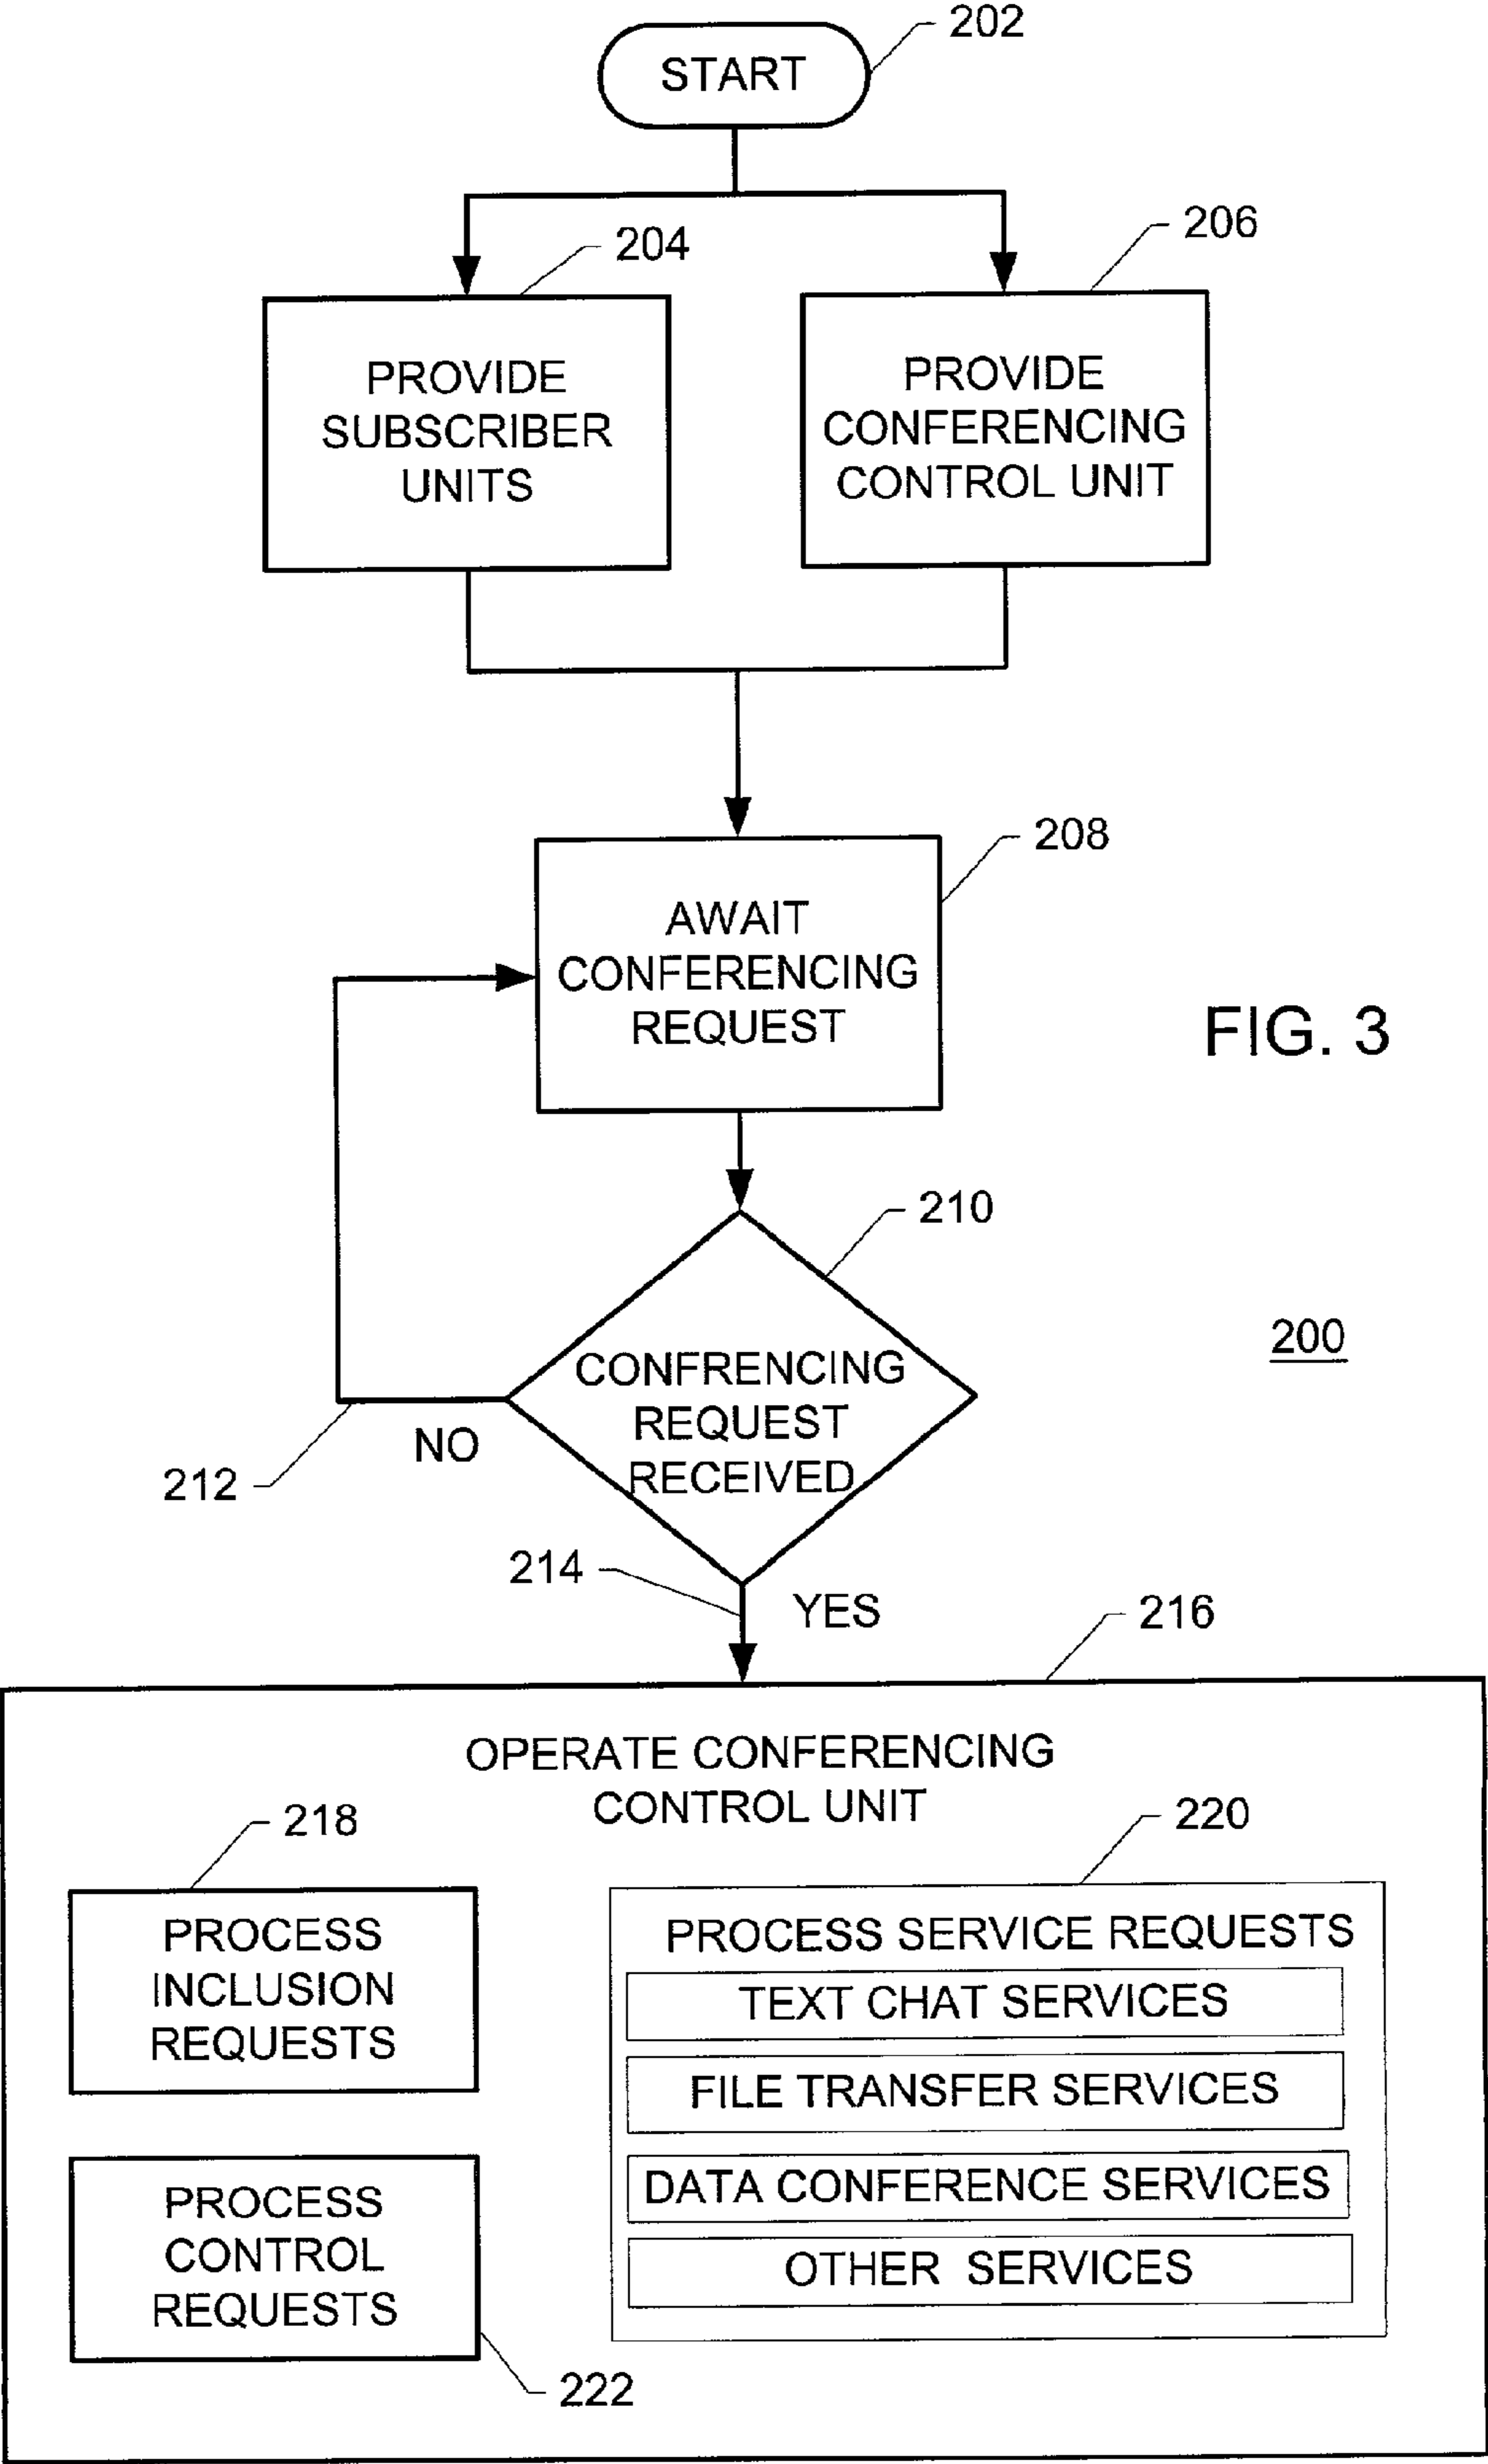 202
START
206
204
PROVIDE
SUBSCRIBER
UNITS
PROVIDE
CONFERENCING
CONTROL UNIT
208
AWAIT
CONFERENCING
REQUEST
FIG. 3
210
200
CONFRENCING
REQUEST
RECEIVED
NO
212
214
YES
216
OPERATE CONFERENCING
CONTROL UNIT
218
220
PROCESS
INCLUSION
REQUESTS
PROCESS SERVICE REQUESTS
TEXT CHAT SERVICES
FILE TRANSFER SERVICES
DATA CONFERENCE SERVICES
OTHER SERVICES
PROCESS
CONTROL
REQUESTS
222